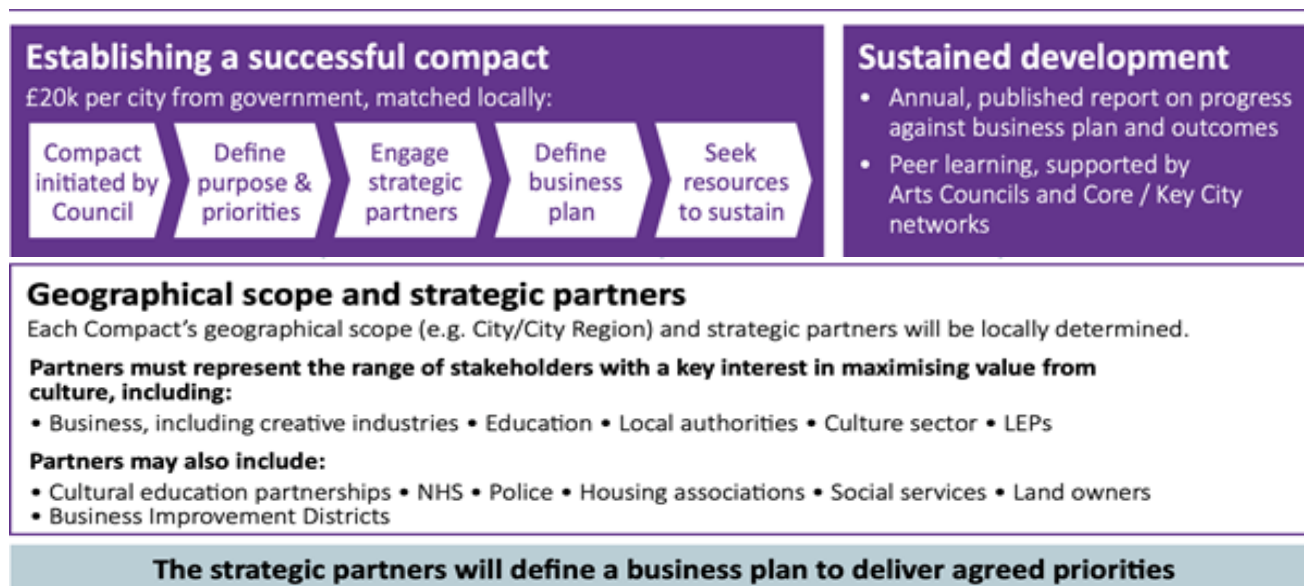 Establishing a successful compact
£20k per city from government, matched locally:
Compact
initiated by
Council
Define
purpose &
priorities
Engage
strategic
partners
Define
business
plan
Seek
resources
to sustain
Sustained development
• Annual, published report on progress
against business plan and outcomes
• Peer learning, supported by
Arts Councils and Core / Key City
networks
Geographical scope and strategic partners
Each Compact’s geographical scope (e.g. City/City Region) and strategic partners will be locally determined.
Partners must represent the range of stakeholders with a key interest in maximising value from
culture, including:
• Business, including creative industries • Education • Local authorities • Culture sector • LEPs
Partners may also include:
• Cultural education partnerships • NHS • Police • Housing associations • Social services • Land owners
• Business Improvement Districts
The strategic partners will define a business plan to deliver agreed priorities